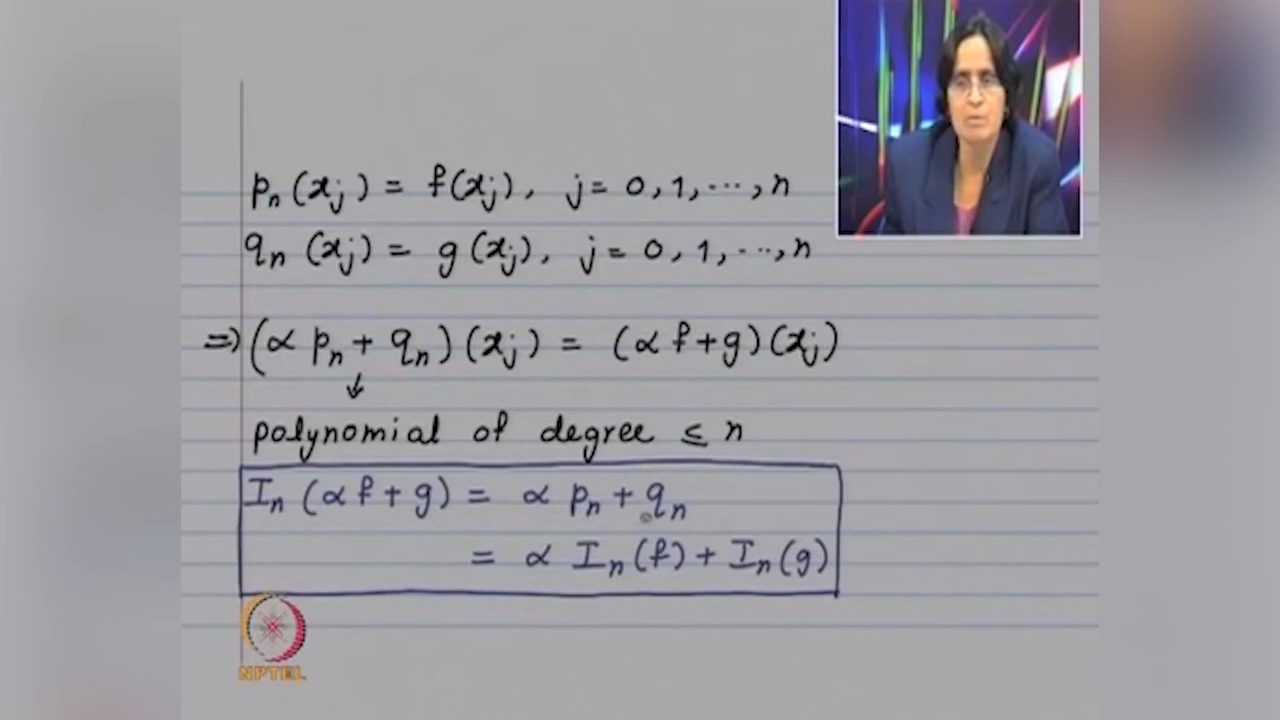 pₙ(xⱼ) = f(xⱼ), j = 0, 1, ..., n
qₙ(xⱼ) = g(xⱼ), j = 0, 1, ..., n
⇒ (α pₙ + qₙ)(xⱼ) = (α f + g)(xⱼ)
↓
polynomial of degree ≤ n
Iₙ(α f + g) = α pₙ + qₙ
= α Iₙ(f) + Iₙ(g)
NPTEL